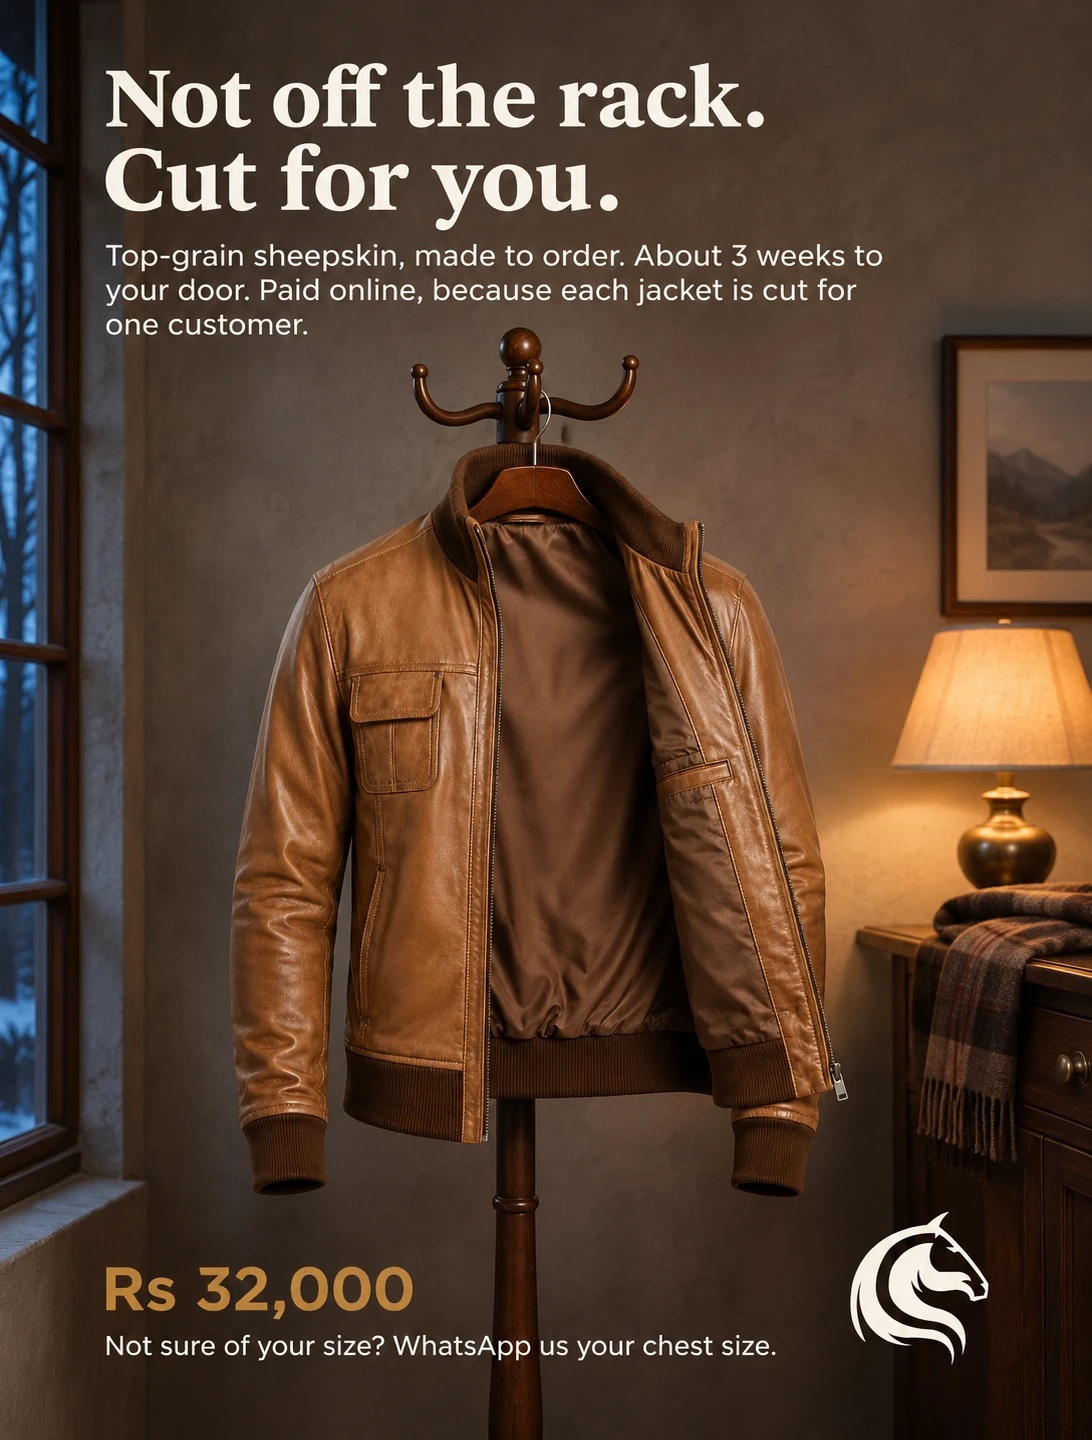 Not off the rack.
Cut for you.
Top-grain sheepskin, made to order. About 3 weeks to
your door. Paid online, because each jacket is cut for
one customer.
Rs 32,000
Not sure of your size? WhatsApp us your chest size.